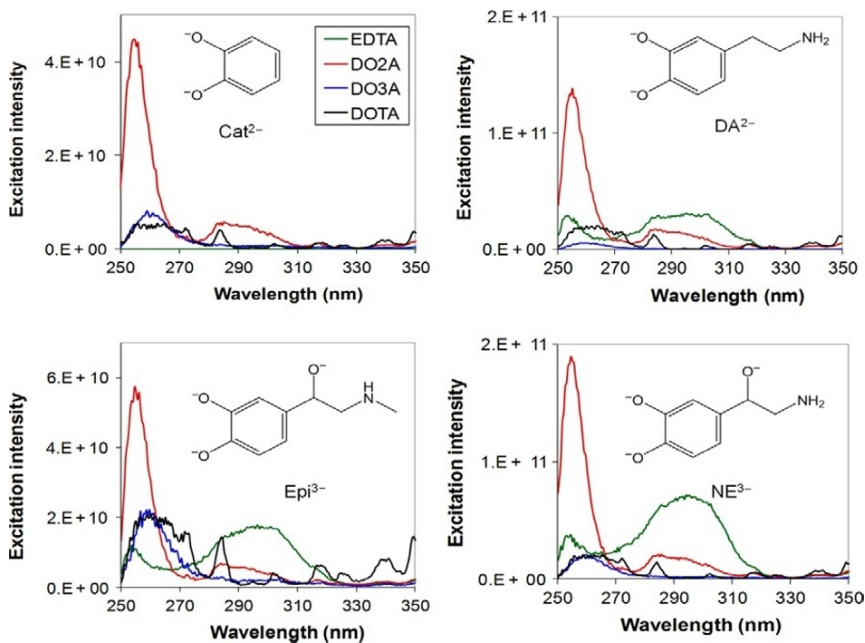 Excitation intensity
4.E + 10
2.E + 10
0.E + 00
250 270 290 310 330 350
Wavelength (nm)
⁻O
⁻O
Cat²⁻
EDTA
DO2A
DO3A
DOTA
Excitation intensity
2.E + 11
1.E + 11
0.E + 00
250 270 290 310 330 350
Wavelength (nm)
⁻O
⁻O
NH₂
DA²⁻
Excitation intensity
6.E + 10
4.E + 10
2.E + 10
0.E + 00
250 270 290 310 330 350
Wavelength (nm)
O⁻
⁻O
⁻O
H
N
Epi³⁻
Excitation intensity
2.E + 11
1.E + 11
0.E + 00
250 270 290 310 330 350
Wavelength (nm)
O⁻
⁻O
⁻O
NH₂
NE³⁻